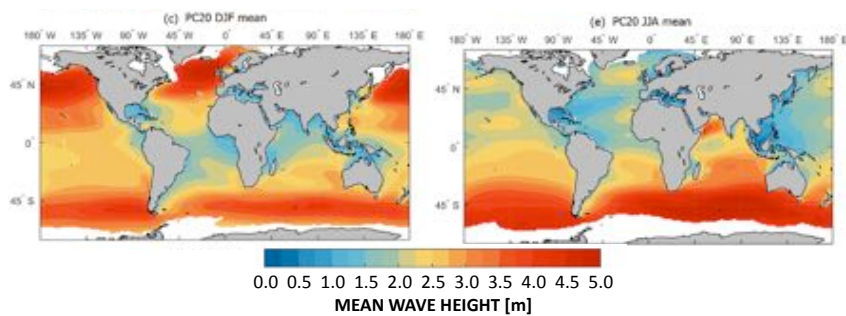 (c) PC20 DJF mean
(e) PC20 JJA mean
180° W 135° W 90° W 45° W 0° 45° E 90° E 135° E 180° E
180° W 135° W 90° W 45° W 0° 45° E 90° E 135° E 180° E
45° N
0°
45° S
45° N
0°
45° S
0.0 0.5 1.0 1.5 2.0 2.5 3.0 3.5 4.0 4.5 5.0
MEAN WAVE HEIGHT [m]